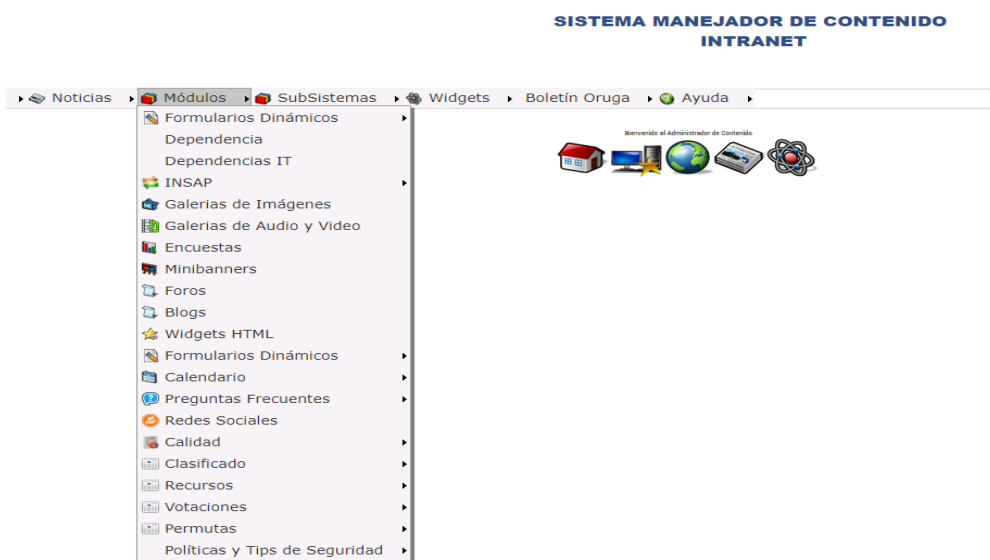 SISTEMA MANEJADOR DE CONTENIDO
INTRANET
Noticias Módulos SubSistemas Widgets Boletín Oruga Ayuda
Formularios Dinámicos
Dependencia
Dependencias IT
INSAP
Galerias de Imágenes
Galerias de Audio y Video
Encuestas
Minibanners
Foros
Blogs
Widgets HTML
Formularios Dinámicos
Calendario
Preguntas Frecuentes
Redes Sociales
Calidad
Clasificado
Recursos
Votaciones
Permutas
Políticas y Tips de Seguridad
Bienvenido al Administrador de Contenido